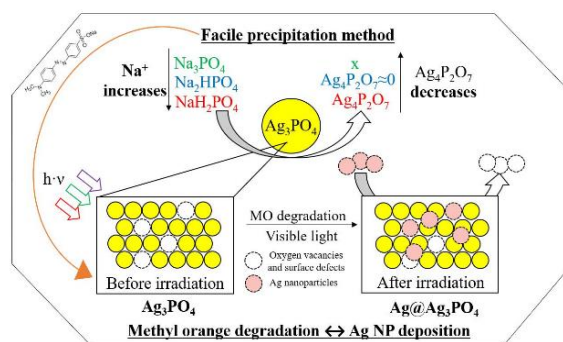 Facile precipitation method
Na⁺
increases
Na₃PO₄
Na₂HPO₄
NaH₂PO₄
x
Ag₄P₂O₇≈0
Ag₄P₂O₇
Ag₄P₂O₇
decreases
Ag₃PO₄
h·ν
MO degradation
Visible light
Oxygen vacancies
and surface defects
Ag nanoparticles
Before irradiation
After irradiation
Ag₃PO₄
Ag@Ag₃PO₄
Methyl orange degradation ↔ Ag NP deposition